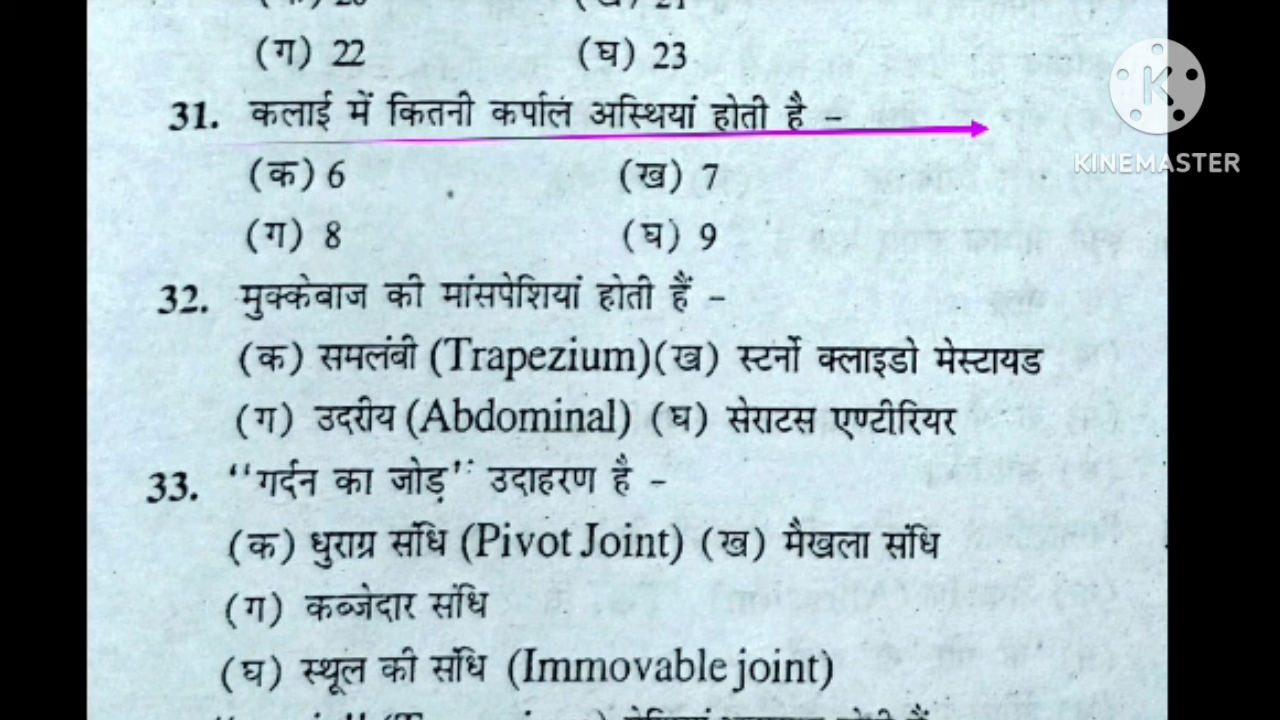 (ग) 22 (घ) 23
31. कलाई में कितनी कर्पाल अस्थियां होती है –
(क) 6 (ख) 7
(ग) 8 (घ) 9
32. मुक्केबाज की मांसपेशियां होती हैं –
(क) समलंबी (Trapezium) (ख) स्टर्नो क्लाइडो मेस्टायड
(ग) उदरीय (Abdominal) (घ) सेराटस एण्टीरियर
33. "गर्दन का जोड़" उदाहरण है –
(क) धुराग्र संधि (Pivot Joint) (ख) मैखला संधि
(ग) कब्जेदार संधि
(घ) स्थूल की संधि (Immovable joint)
K
KINEMASTER